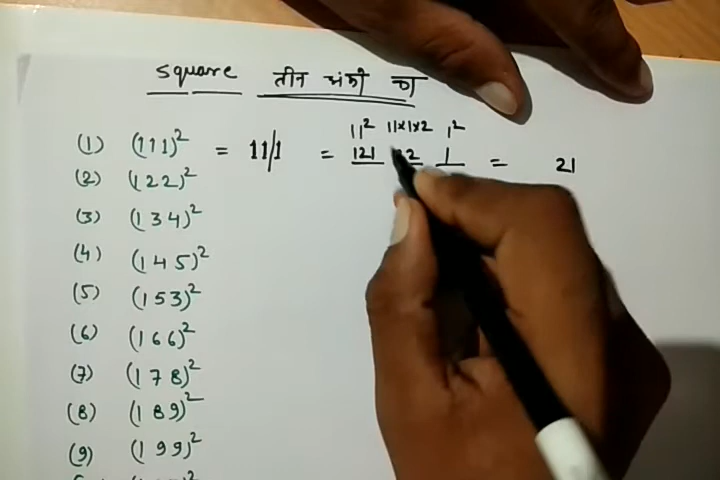 square तीन अंकों का
11² 11×1×2 1²
(1) (111)² = 11/1 = 121 22 1 = 21
(2) (122)²
(3) (134)²
(4) (145)²
(5) (153)²
(6) (166)²
(7) (178)²
(8) (189)²
(9) (199)²